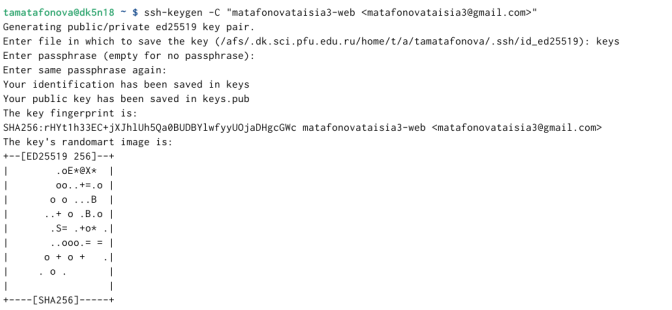 tamatafonova@dk5n18 ~ $ ssh-keygen -C "matafonovataisia3-web <matafonovataisia3@gmail.com>"
Generating public/private ed25519 key pair.
Enter file in which to save the key (/afs/.dk.sci.pfu.edu.ru/home/t/a/tamatafonova/.ssh/id_ed25519): keys
Enter passphrase (empty for no passphrase):
Enter same passphrase again:
Your identification has been saved in keys
Your public key has been saved in keys.pub
The key fingerprint is:
SHA256:rHYt1h33EC+jXJhlUh5Qa0BUDBYlwfyyUOjaDHgcGWc matafonovataisia3-web <matafonovataisia3@gmail.com>
The key's randomart image is:
+--[ED25519 256]--+
|        .oE*@X*  |
|        oo..+=.o |
|       o o ...B  |
|      ..+ o .B.o |
|       .S= .+o* .|
|       ..ooo.= = |
|      o + o +   .|
|     . o .       |
|                 |
+----[SHA256]-----+